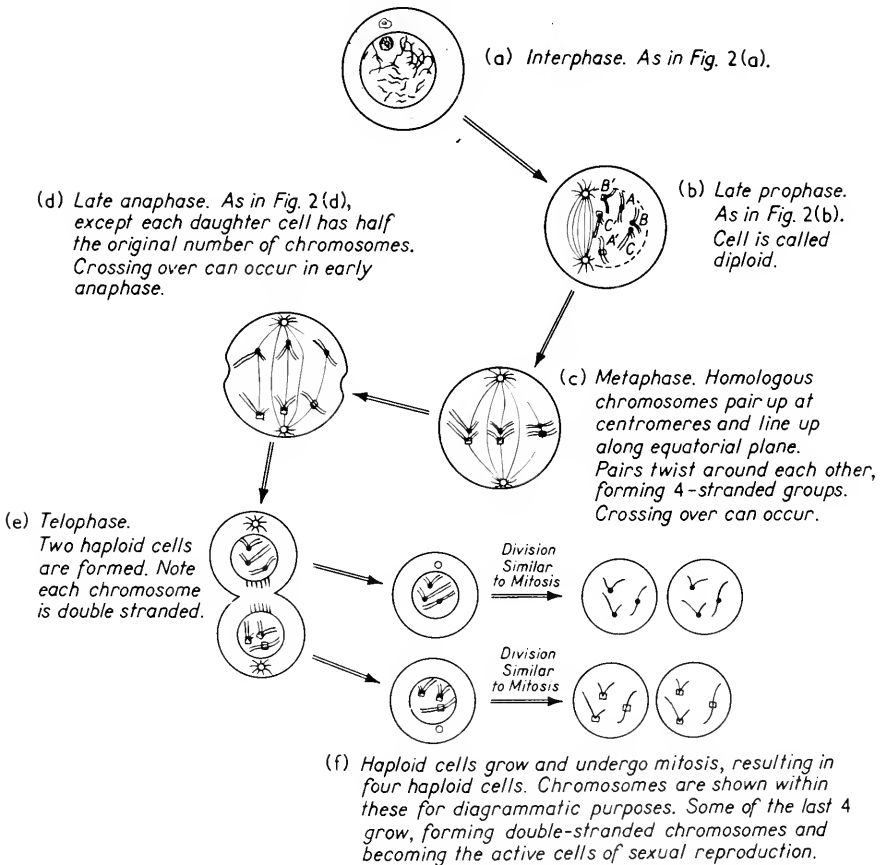 (a) Interphase. As in Fig. 2(a).
(b) Late prophase.
As in Fig. 2(b).
Cell is called
diploid.
B'
A
B
C'
A'
C
(c) Metaphase. Homologous
chromosomes pair up at
centromeres and line up
along equatorial plane.
Pairs twist around each other,
forming 4-stranded groups.
Crossing over can occur.
(d) Late anaphase. As in Fig. 2(d),
except each daughter cell has half
the original number of chromosomes.
Crossing over can occur in early
anaphase.
(e) Telophase.
Two haploid cells
are formed. Note
each chromosome
is double stranded.
Division
Similar
to Mitosis
Division
Similar
to Mitosis
(f) Haploid cells grow and undergo mitosis, resulting in
four haploid cells. Chromosomes are shown within
these for diagrammatic purposes. Some of the last 4
grow, forming double-stranded chromosomes and
becoming the active cells of sexual reproduction.